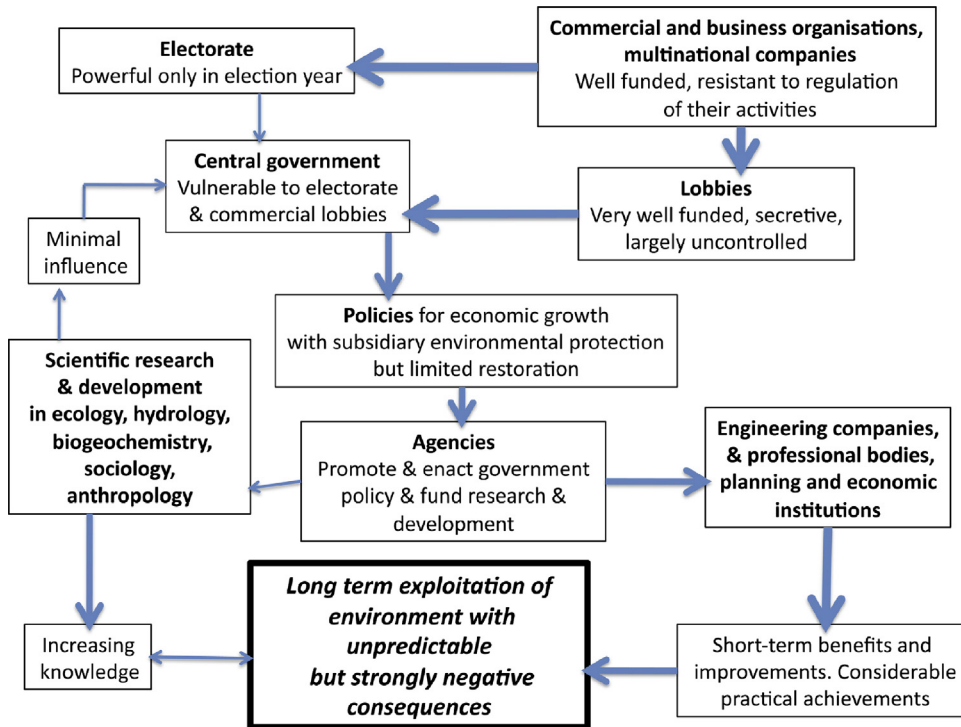 Electorate
Powerful only in election year
Commercial and business organisations,
multinational companies
Well funded, resistant to regulation
of their activities
Central government
Vulnerable to electorate
& commercial lobbies
Lobbies
Very well funded, secretive,
largely uncontrolled
Minimal
influence
Policies for economic growth
with subsidiary environmental protection
but limited restoration
Scientific research
& development
in ecology, hydrology,
biogeochemistry,
sociology,
anthropology
Agencies
Promote & enact government
policy & fund research &
development
Engineering companies,
& professional bodies,
planning and economic
institutions
Long term exploitation of
environment with
unpredictable
but strongly negative
consequences
Increasing
knowledge
Short-term benefits and
improvements. Considerable
practical achievements